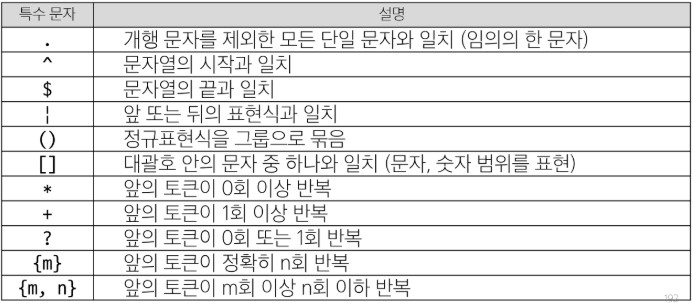 특수 문자 설명
. 개행 문자를 제외한 모든 단일 문자와 일치 (임의의 한 문자)
^ 문자열의 시작과 일치
$ 문자열의 끝과 일치
¦ 앞 또는 뒤의 표현식과 일치
() 정규표현식을 그룹으로 묶음
[] 대괄호 안의 문자 중 하나와 일치 (문자, 숫자 범위를 표현)
* 앞의 토큰이 0회 이상 반복
+ 앞의 토큰이 1회 이상 반복
? 앞의 토큰이 0회 또는 1회 반복
{m} 앞의 토큰이 정확히 n회 반복
{m, n} 앞의 토큰이 m회 이상 n회 이하 반복
192